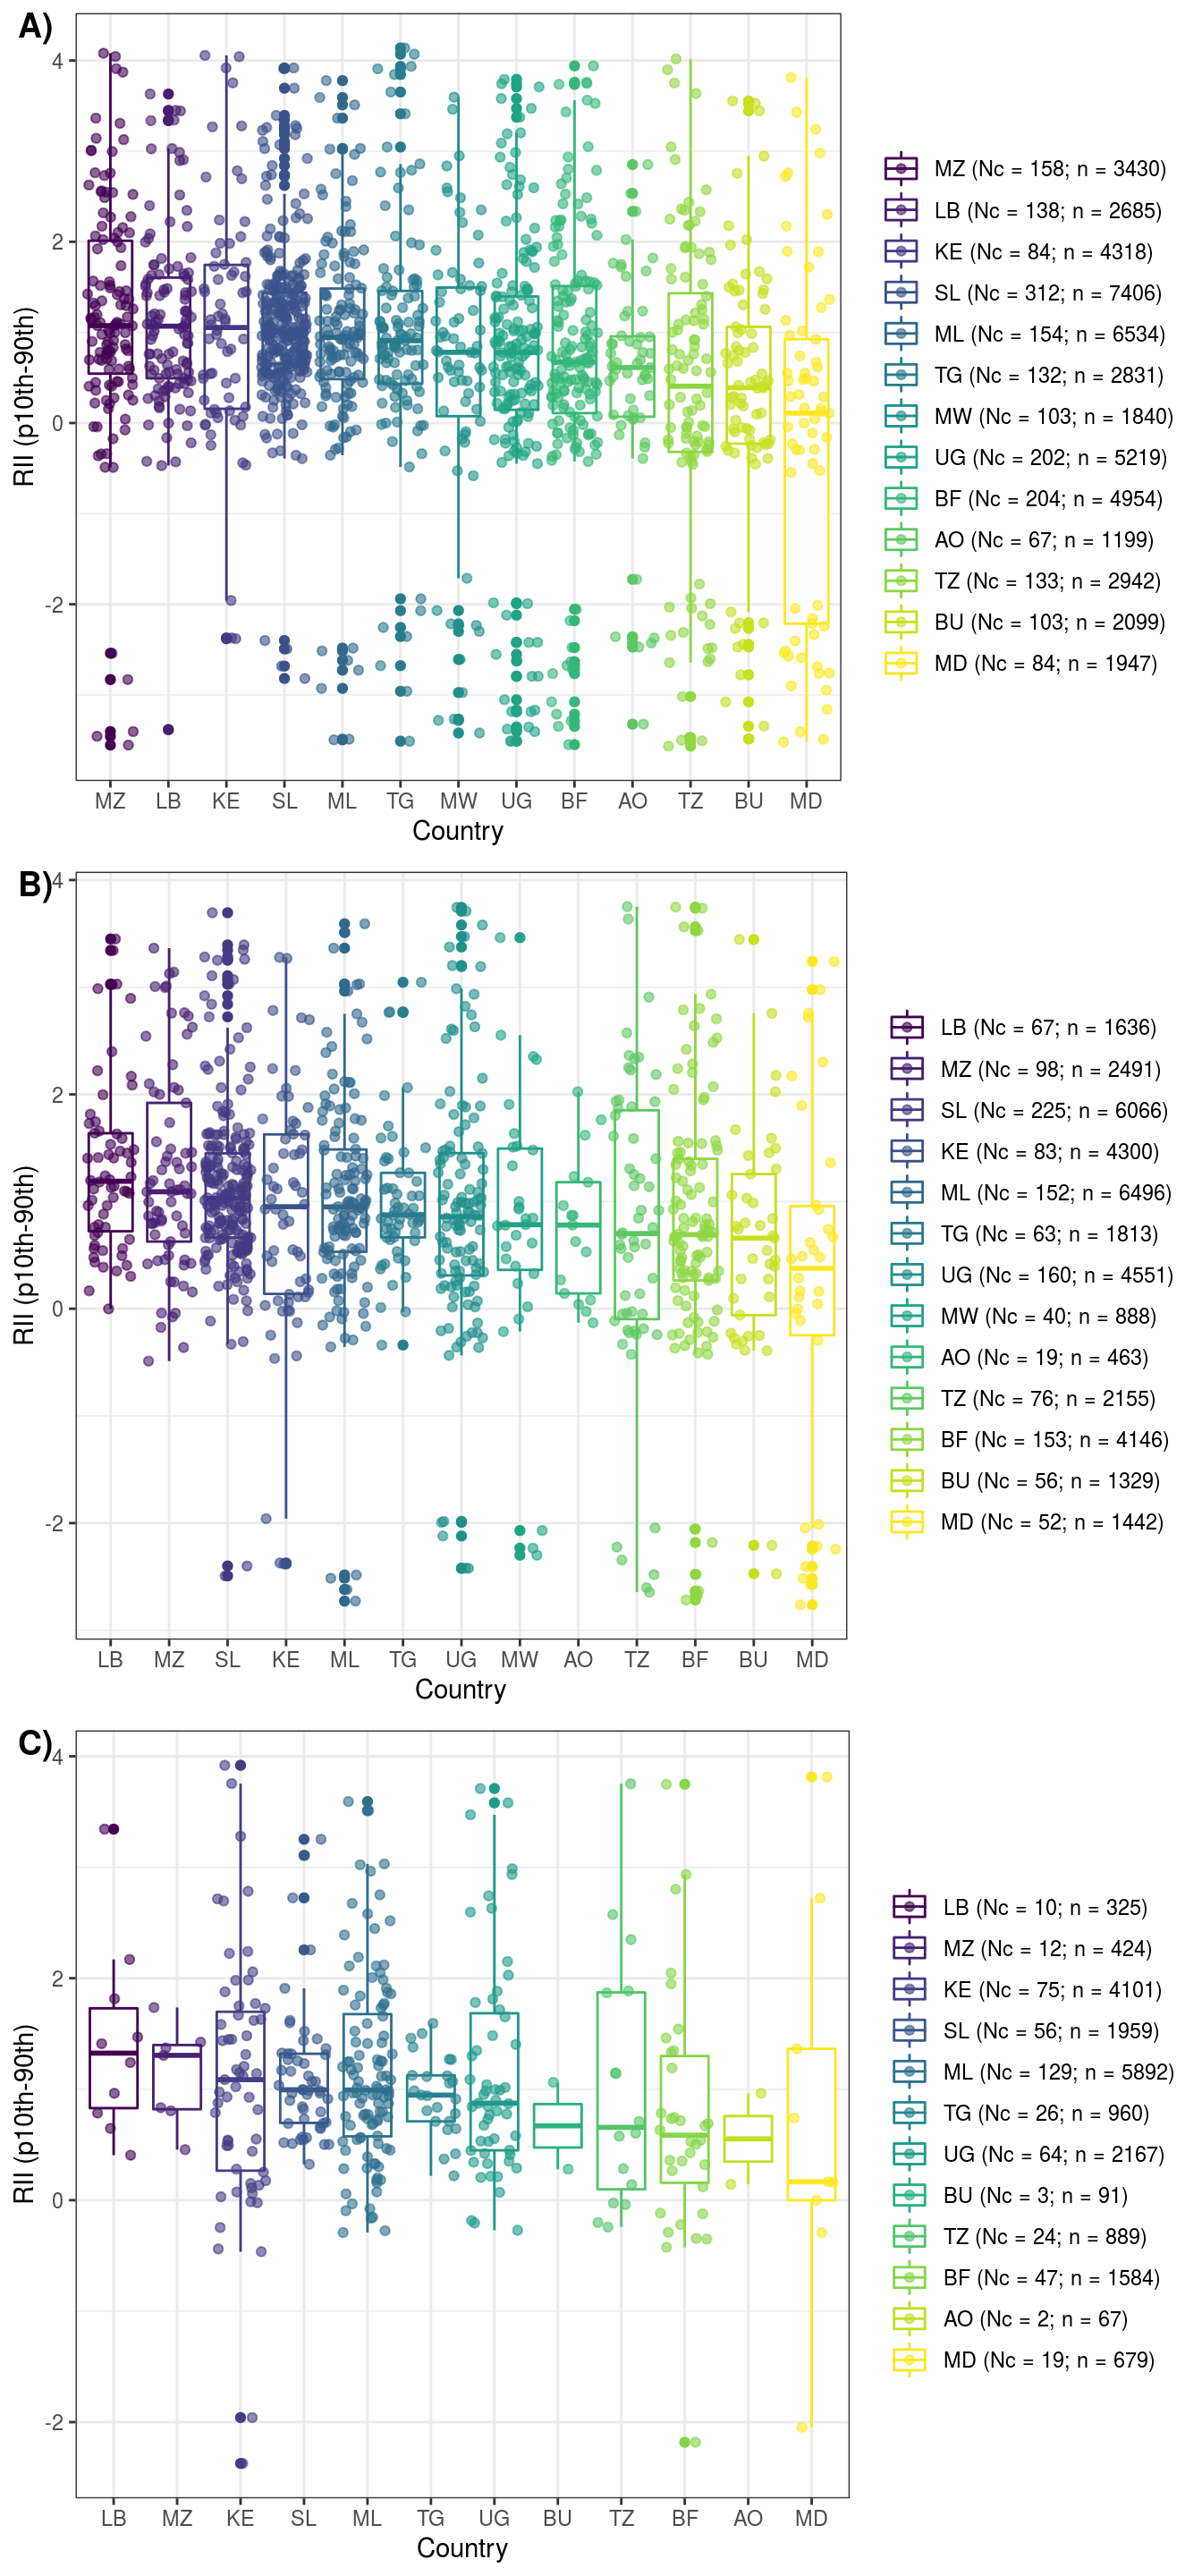 A)
4
2
0
-2
RII (p10th-90th)
MZ LB KE SL ML TG MW UG BF AO TZ BU MD
Country
MZ (Nc = 158; n = 3430)
LB (Nc = 138; n = 2685)
KE (Nc = 84; n = 4318)
SL (Nc = 312; n = 7406)
ML (Nc = 154; n = 6534)
TG (Nc = 132; n = 2831)
MW (Nc = 103; n = 1840)
UG (Nc = 202; n = 5219)
BF (Nc = 204; n = 4954)
AO (Nc = 67; n = 1199)
TZ (Nc = 133; n = 2942)
BU (Nc = 103; n = 2099)
MD (Nc = 84; n = 1947)
B)
4
2
0
-2
RII (p10th-90th)
LB MZ SL KE ML TG UG MW AO TZ BF BU MD
Country
LB (Nc = 67; n = 1636)
MZ (Nc = 98; n = 2491)
SL (Nc = 225; n = 6066)
KE (Nc = 83; n = 4300)
ML (Nc = 152; n = 6496)
TG (Nc = 63; n = 1813)
UG (Nc = 160; n = 4551)
MW (Nc = 40; n = 888)
AO (Nc = 19; n = 463)
TZ (Nc = 76; n = 2155)
BF (Nc = 153; n = 4146)
BU (Nc = 56; n = 1329)
MD (Nc = 52; n = 1442)
C)
4
2
0
-2
RII (p10th-90th)
LB MZ KE SL ML TG UG BU TZ BF AO MD
Country
LB (Nc = 10; n = 325)
MZ (Nc = 12; n = 424)
KE (Nc = 75; n = 4101)
SL (Nc = 56; n = 1959)
ML (Nc = 129; n = 5892)
TG (Nc = 26; n = 960)
UG (Nc = 64; n = 2167)
BU (Nc = 3; n = 91)
TZ (Nc = 24; n = 889)
BF (Nc = 47; n = 1584)
AO (Nc = 2; n = 67)
MD (Nc = 19; n = 679)